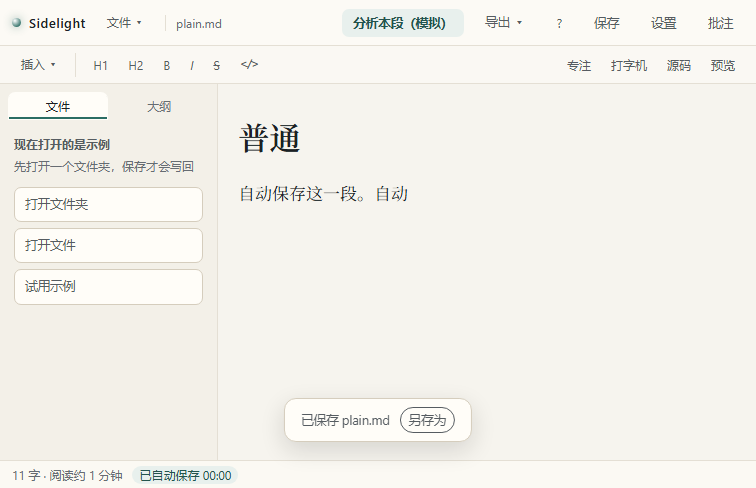 Sidelight 文件 plain.md 分析本段（模拟） 导出 ? 保存 设置 批注
插入 H1 H2 B I S </> 专注 打字机 源码 预览
文件 大纲
现在打开的是示例
先打开一个文件夹，保存才会写回
打开文件夹
打开文件
试用示例
普通
自动保存这一段。自动
已保存 plain.md 另存为
11 字 · 阅读约 1 分钟 已自动保存 00:00